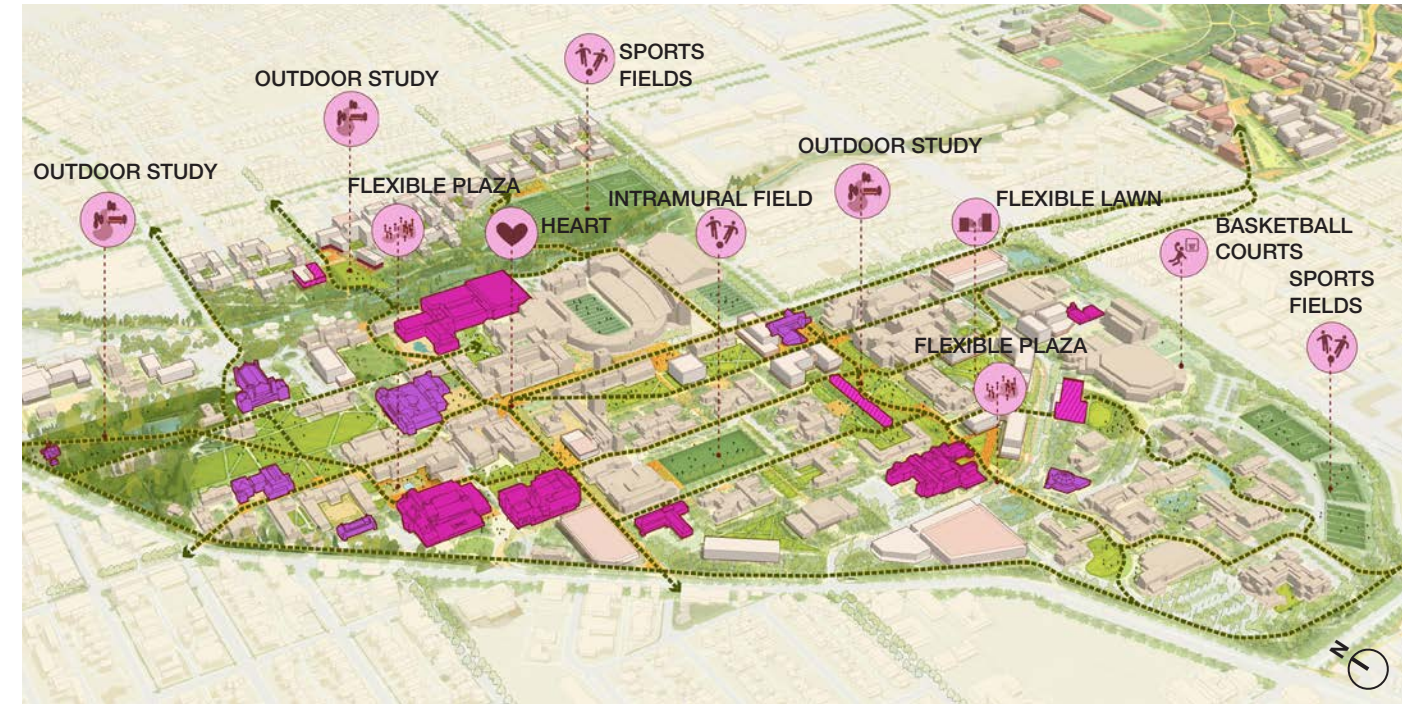 SPORTS
FIELDS
OUTDOOR STUDY
OUTDOOR STUDY
OUTDOOR STUDY
FLEXIBLE PLAZA
INTRAMURAL FIELD
FLEXIBLE LAWN
HEART
BASKETBALL
COURTS
SPORTS
FIELDS
FLEXIBLE PLAZA
N